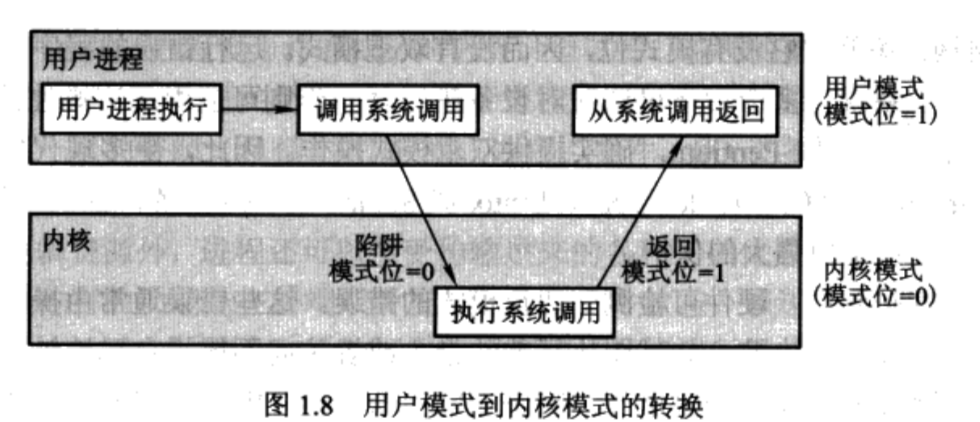 用户进程
用户进程执行
调用系统调用
从系统调用返回
用户模式
(模式位=1)
内核
陷阱
模式位=0
返回
模式位=1
执行系统调用
内核模式
(模式位=0)
图 1.8 用户模式到内核模式的转换